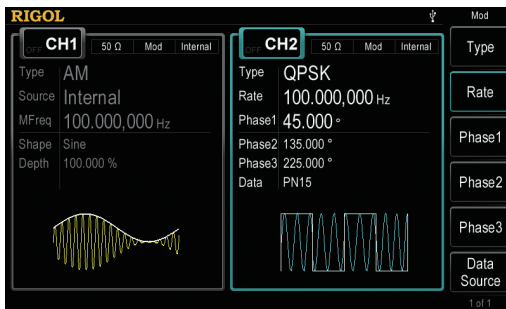 RIGOL
Mod
OFF CH1 50 Ω Mod Internal
Type AM
Source Internal
MFreq 100.000,000 Hz
Shape Sine
Depth 100.000 %
OFF CH2 50 Ω Mod Internal
Type QPSK
Rate 100.000,000 Hz
Phase1 45.000 °
Phase2 135.000 °
Phase3 225.000 °
Data PN15
Type
Rate
Phase1
Phase2
Phase3
Data
Source
1 of 1